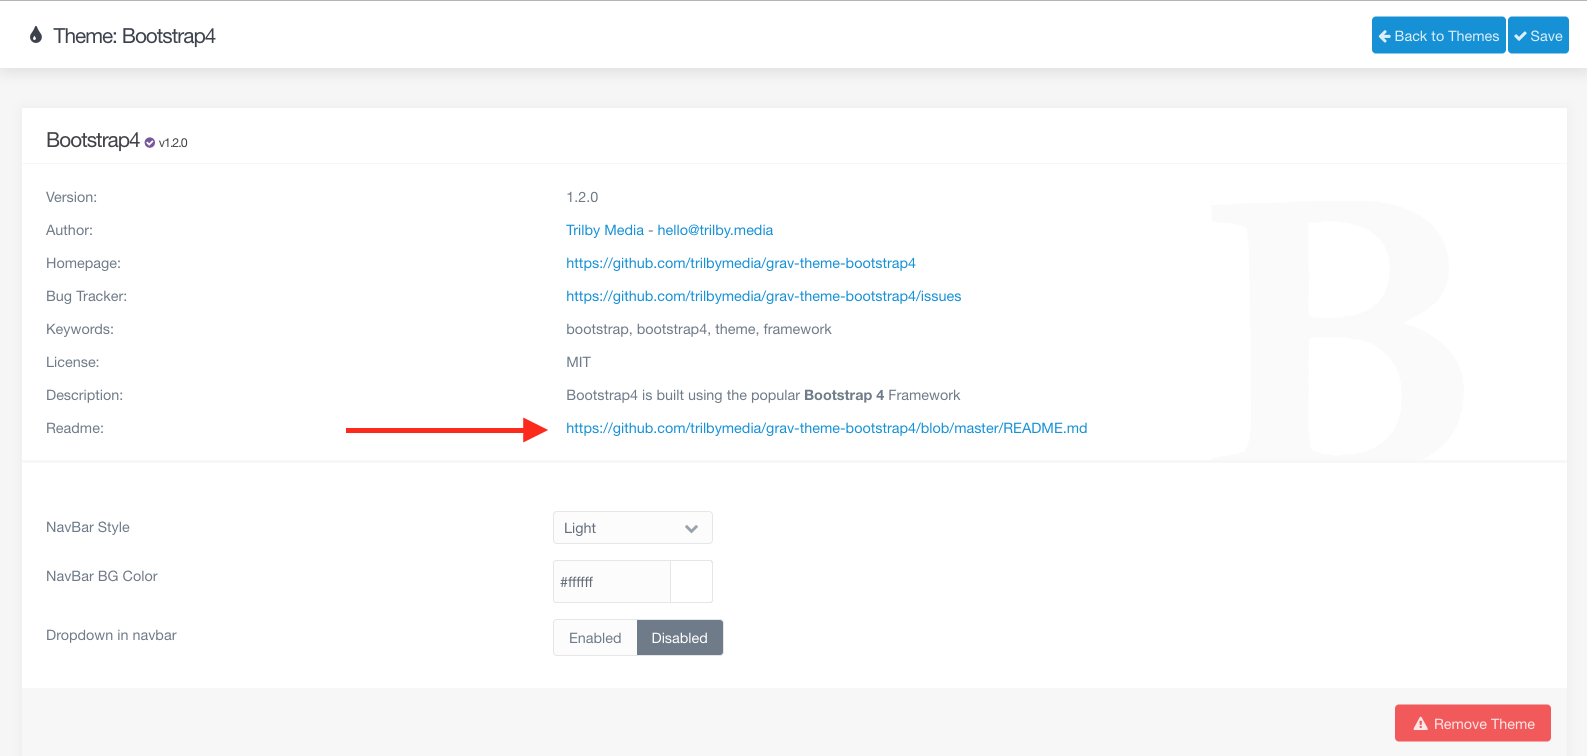 Theme: Bootstrap4
Back to Themes
Save
Bootstrap4 v1.2.0
Version: 1.2.0
Author: Trilby Media - hello@trilby.media
Homepage: https://github.com/trilbymedia/grav-theme-bootstrap4
Bug Tracker: https://github.com/trilbymedia/grav-theme-bootstrap4/issues
Keywords: bootstrap, bootstrap4, theme, framework
License: MIT
Description: Bootstrap4 is built using the popular Bootstrap 4 Framework
Readme: https://github.com/trilbymedia/grav-theme-bootstrap4/blob/master/README.md
B
NavBar Style Light
NavBar BG Color #ffffff
Dropdown in navbar Enabled Disabled
Remove Theme